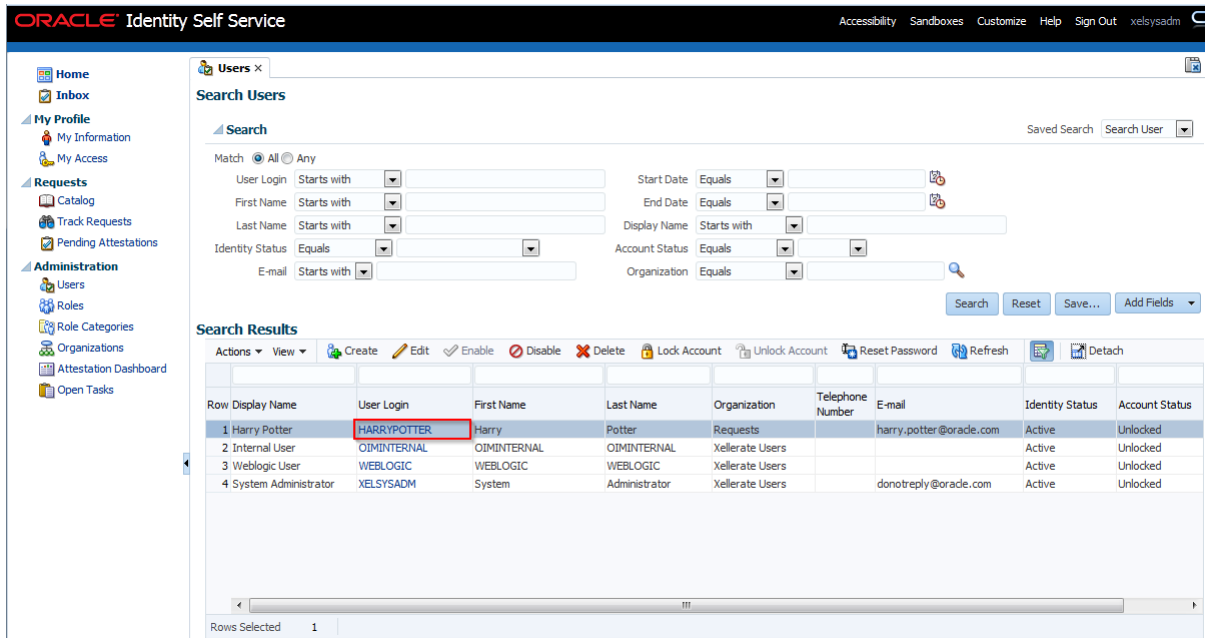 ORACLE Identity Self Service Accessibility Sandboxes Customize Help Sign Out xelsysadm
Home
Inbox
My Profile
My Information
My Access
Requests
Catalog
Track Requests
Pending Attestations
Administration
Users
Roles
Role Categories
Organizations
Attestation Dashboard
Open Tasks
Users
Search Users
Search Saved Search Search User
Match All Any
User Login Starts with Start Date Equals
First Name Starts with End Date Equals
Last Name Starts with Display Name Starts with
Identity Status Equals Account Status Equals
E-mail Starts with Organization Equals
Search Reset Save... Add Fields
Search Results
Actions View Create Edit Enable Disable Delete Lock Account Unlock Account Reset Password Refresh Detach
Row Display Name User Login First Name Last Name Organization Telephone Number E-mail Identity Status Account Status
1 Harry Potter HARRYPOTTER Harry Potter Requests harry.potter@oracle.com Active Unlocked
2 Internal User OIMINTERNAL OIMINTERNAL OIMINTERNAL Xellerate Users Active Unlocked
3 Weblogic User WEBLOGIC WEBLOGIC WEBLOGIC Xellerate Users Active Unlocked
4 System Administrator XELSYSADM System Administrator Xellerate Users donotreply@oracle.com Active Unlocked
Rows Selected 1